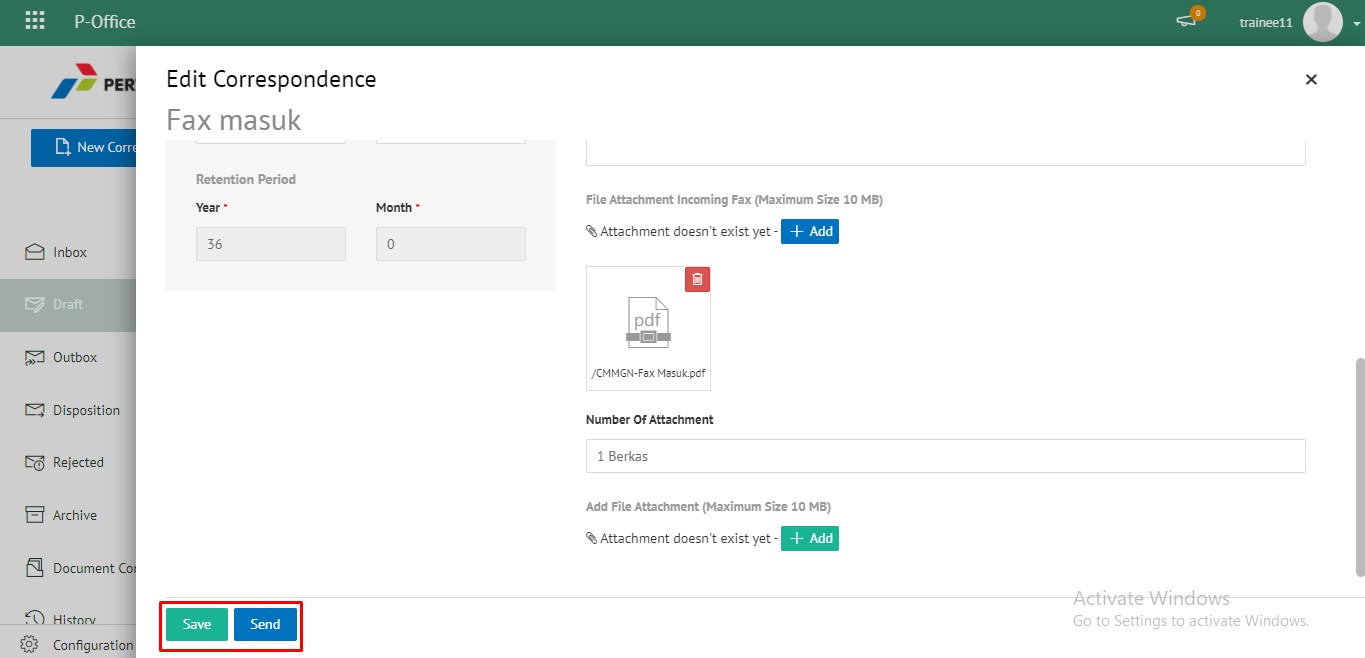 P-Office
0
trainee11
PER
New Corre
Inbox
Draft
Outbox
Disposition
Rejected
Archive
Document Cor
History
Configuration
Edit Correspondence
Fax masuk
Retention Period
Year *
Month *
36
0
File Attachment Incoming Fax (Maximum Size 10 MB)
Attachment doesn't exist yet - + Add
pdf
/CMMGN-Fax Masuk.pdf
Number Of Attachment
1 Berkas
Add File Attachment (Maximum Size 10 MB)
Attachment doesn't exist yet - + Add
Save Send
Activate Windows
Go to Settings to activate Windows.